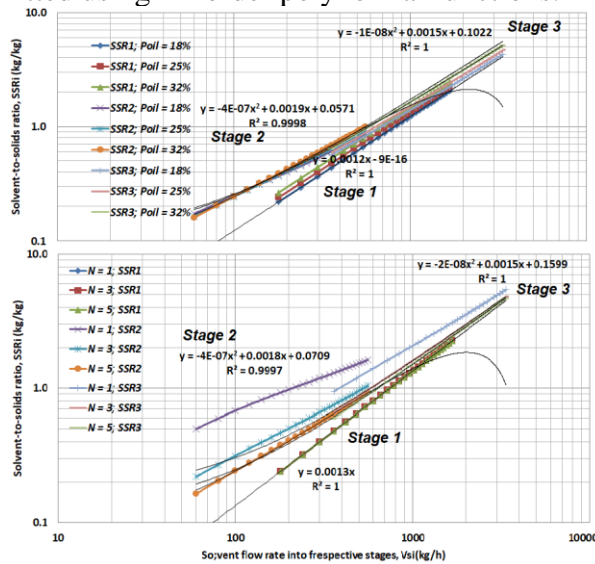 Stage 3
y = -1E-08x² + 0.0015x + 0.1022
R² = 1
10.0
SSR1; Poil = 18%
SSR1; Poil = 25%
SSR1; Poil = 32%
SSR2; Poil = 18%
SSR2; Poil = 25%
SSR2; Poil = 32%
SSR3; Poil = 18%
SSR3; Poil = 25%
SSR3; Poil = 32%
y = -4E-07x² + 0.0019x + 0.0571
R² = 0.9998
Stage 2
0.0012x - 9E-16
R² = 1
Stage 1
1.0
0.1
Solvent-to-solids ratio, SSRi (kg/kg)
10.0
N = 1; SSR1
N = 3; SSR1
N = 5; SSR1
N = 1; SSR2
N = 3; SSR2
N = 5; SSR2
N = 1; SSR3
N = 3; SSR3
N = 5; SSR3
y = -2E-08x² + 0.0015x + 0.1599
R² = 1
Stage 3
Stage 2
y = -4E-07x² + 0.0018x + 0.0709
R² = 0.9997
Stage 1
y = 0.0013x
R² = 1
1.0
0.1
Solvent-to-solids ratio, SSRi (kg/kg)
10
100
1000
10000
So;vent flow rate into frespective stages, Vsi(kg/h)